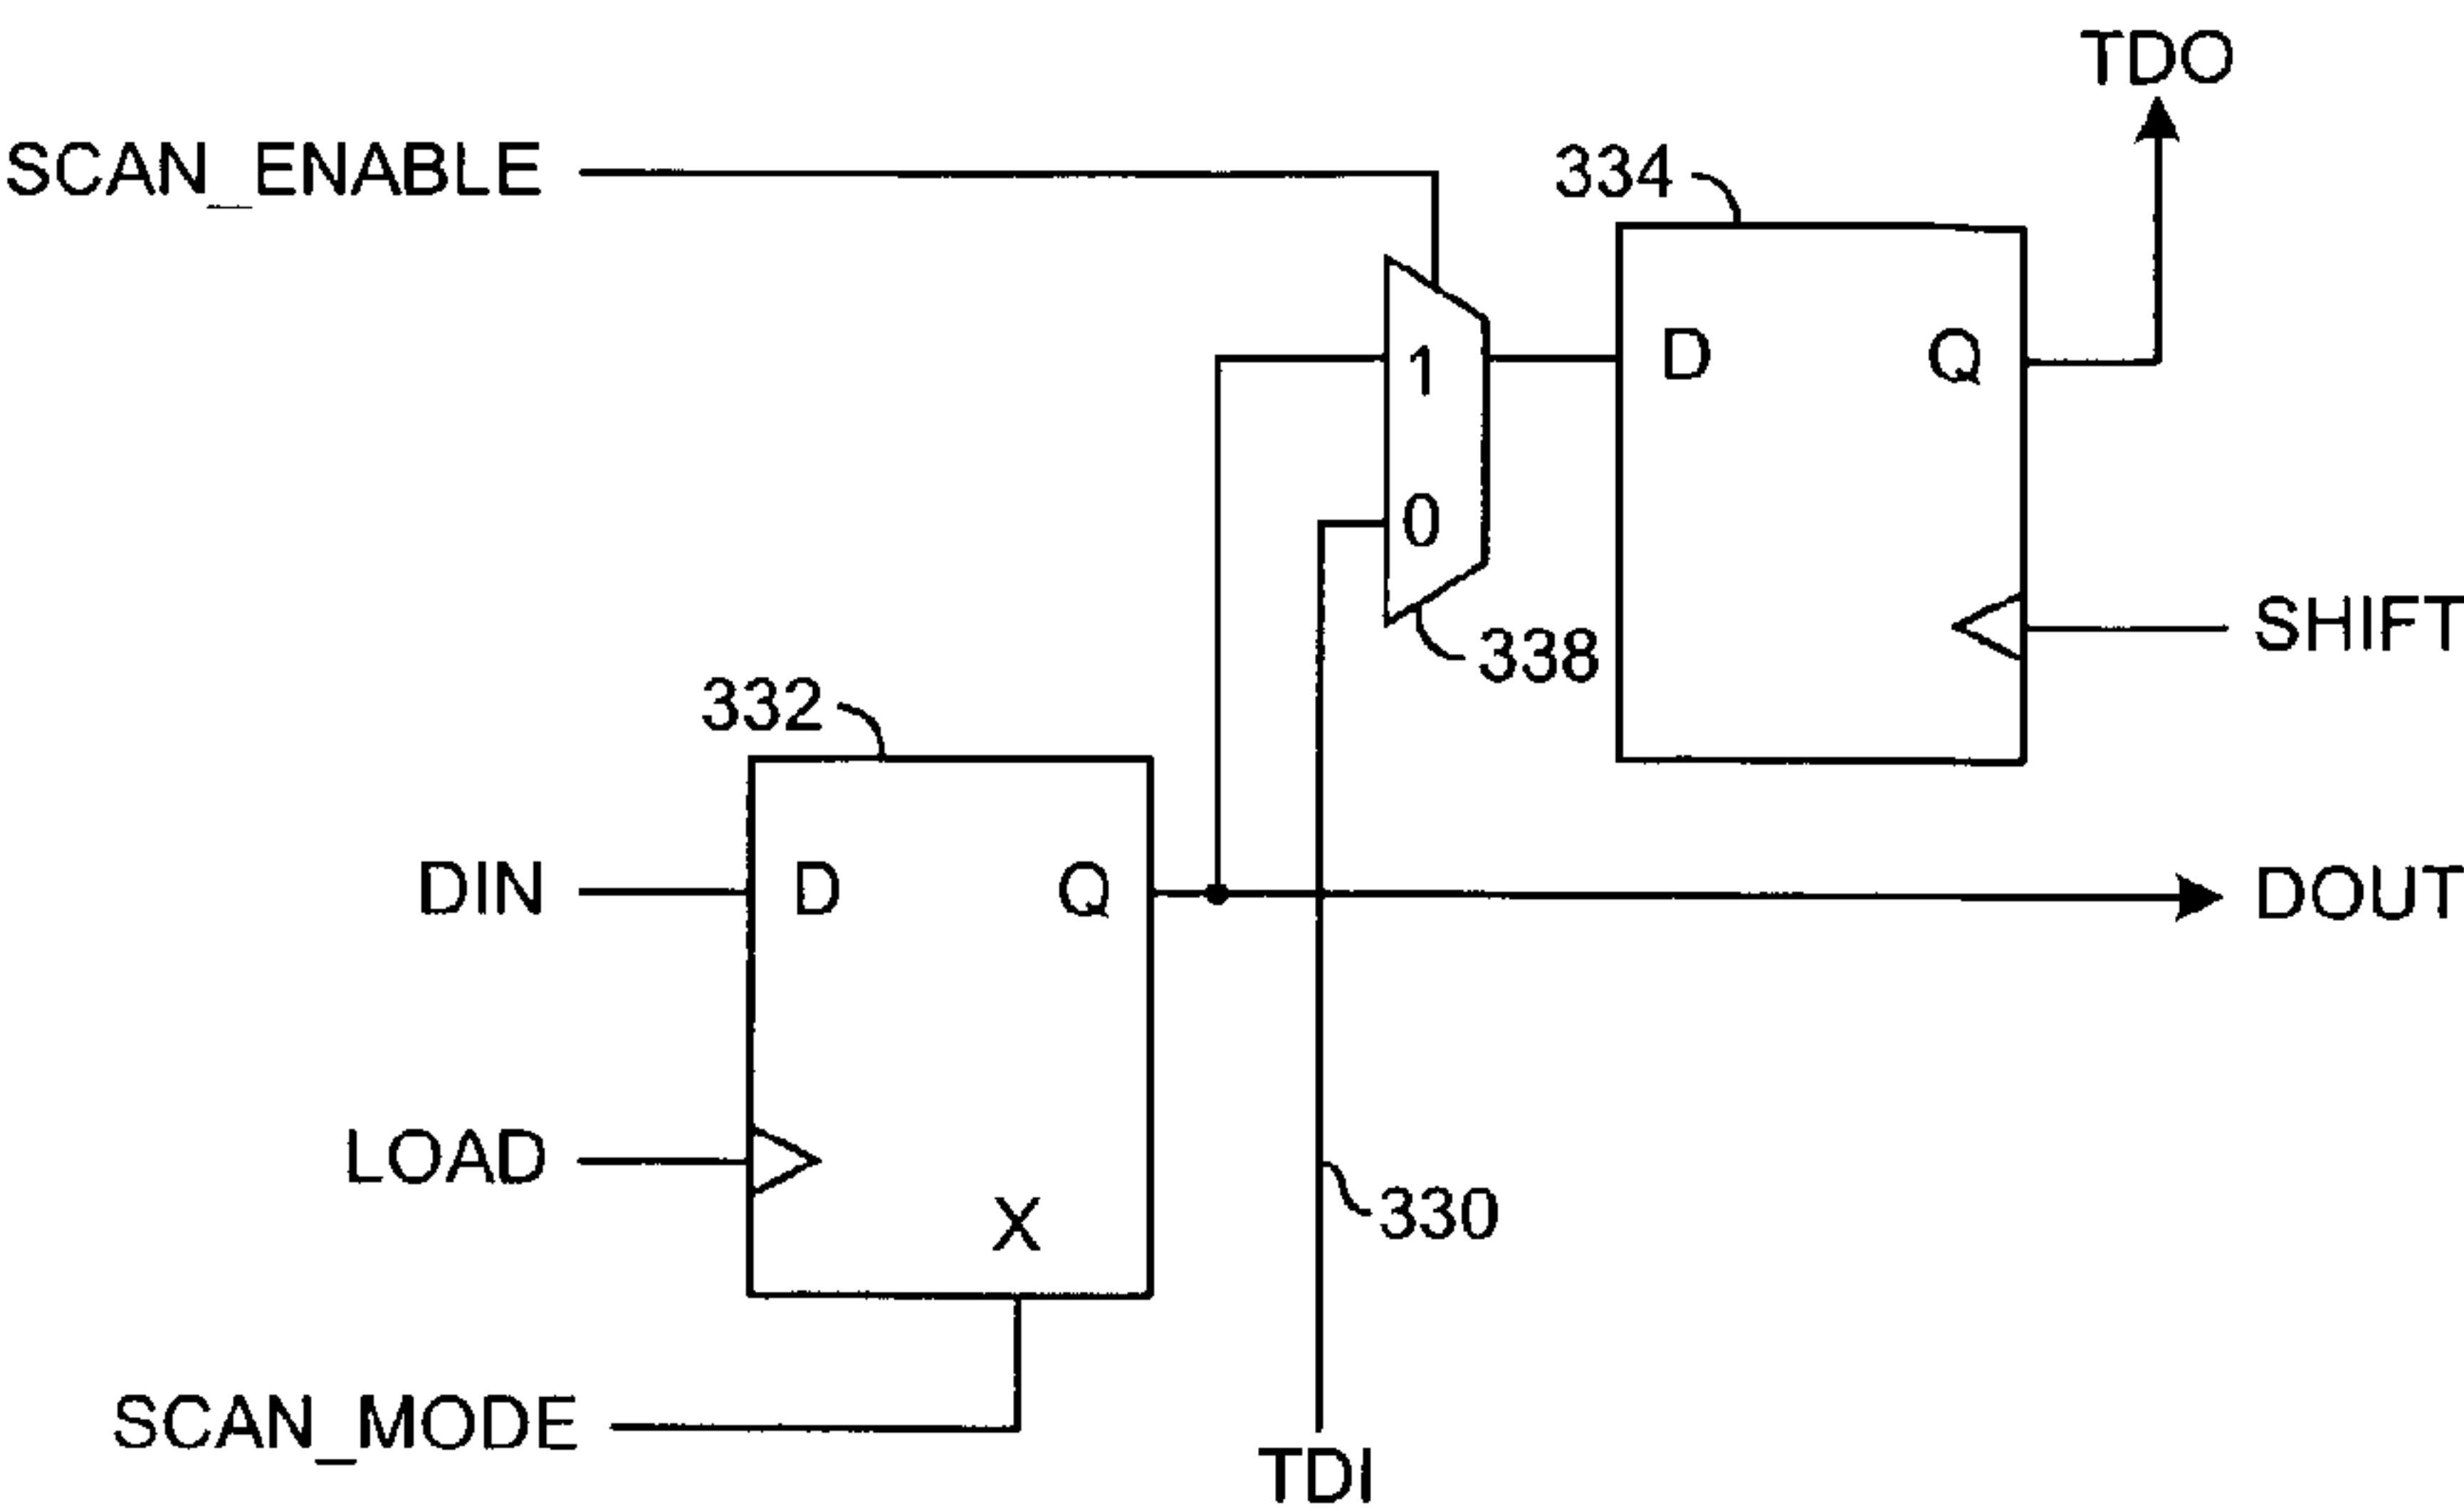 TDO
SCAN_ENABLE
334
1
D
Q
0
SHIFT
338
332
DIN
D
Q
DOUT
LOAD
X
330
SCAN_MODE
TDI